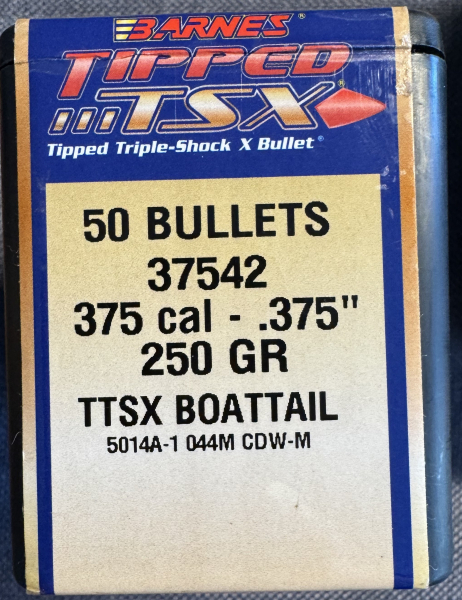 BARNES®
TIPPED
TSX®
Tipped Triple-Shock X Bullet®
50 BULLETS
37542
375 cal - .375"
250 GR
TTSX BOATTAIL
5014A-1 044M CDW-M